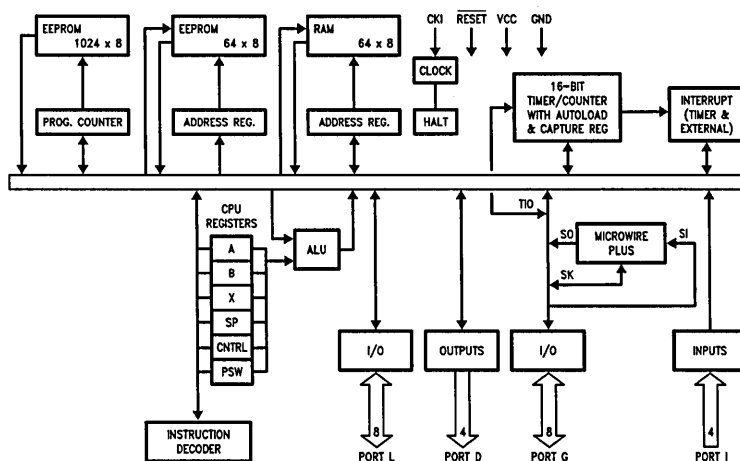 EEPROM
1024 x 8
EEPROM
64 x 8
RAM
64 x 8
CKI
RESET
VCC
GND
CLOCK
HALT
16-BIT
TIMER/COUNTER
WITH AUTOLOAD
& CAPTURE REG
INTERRUPT
(TIMER &
EXTERNAL)
PROG. COUNTER
ADDRESS REG.
ADDRESS REG.
CPU
REGISTERS
A
B
X
SP
CNTRL
PSW
ALU
TIO
SO
MICROWIRE
PLUS
SI
SK
I/O
OUTPUTS
I/O
INPUTS
INSTRUCTION
DECODER
8
4
8
4
PORT L
PORT D
PORT G
PORT I